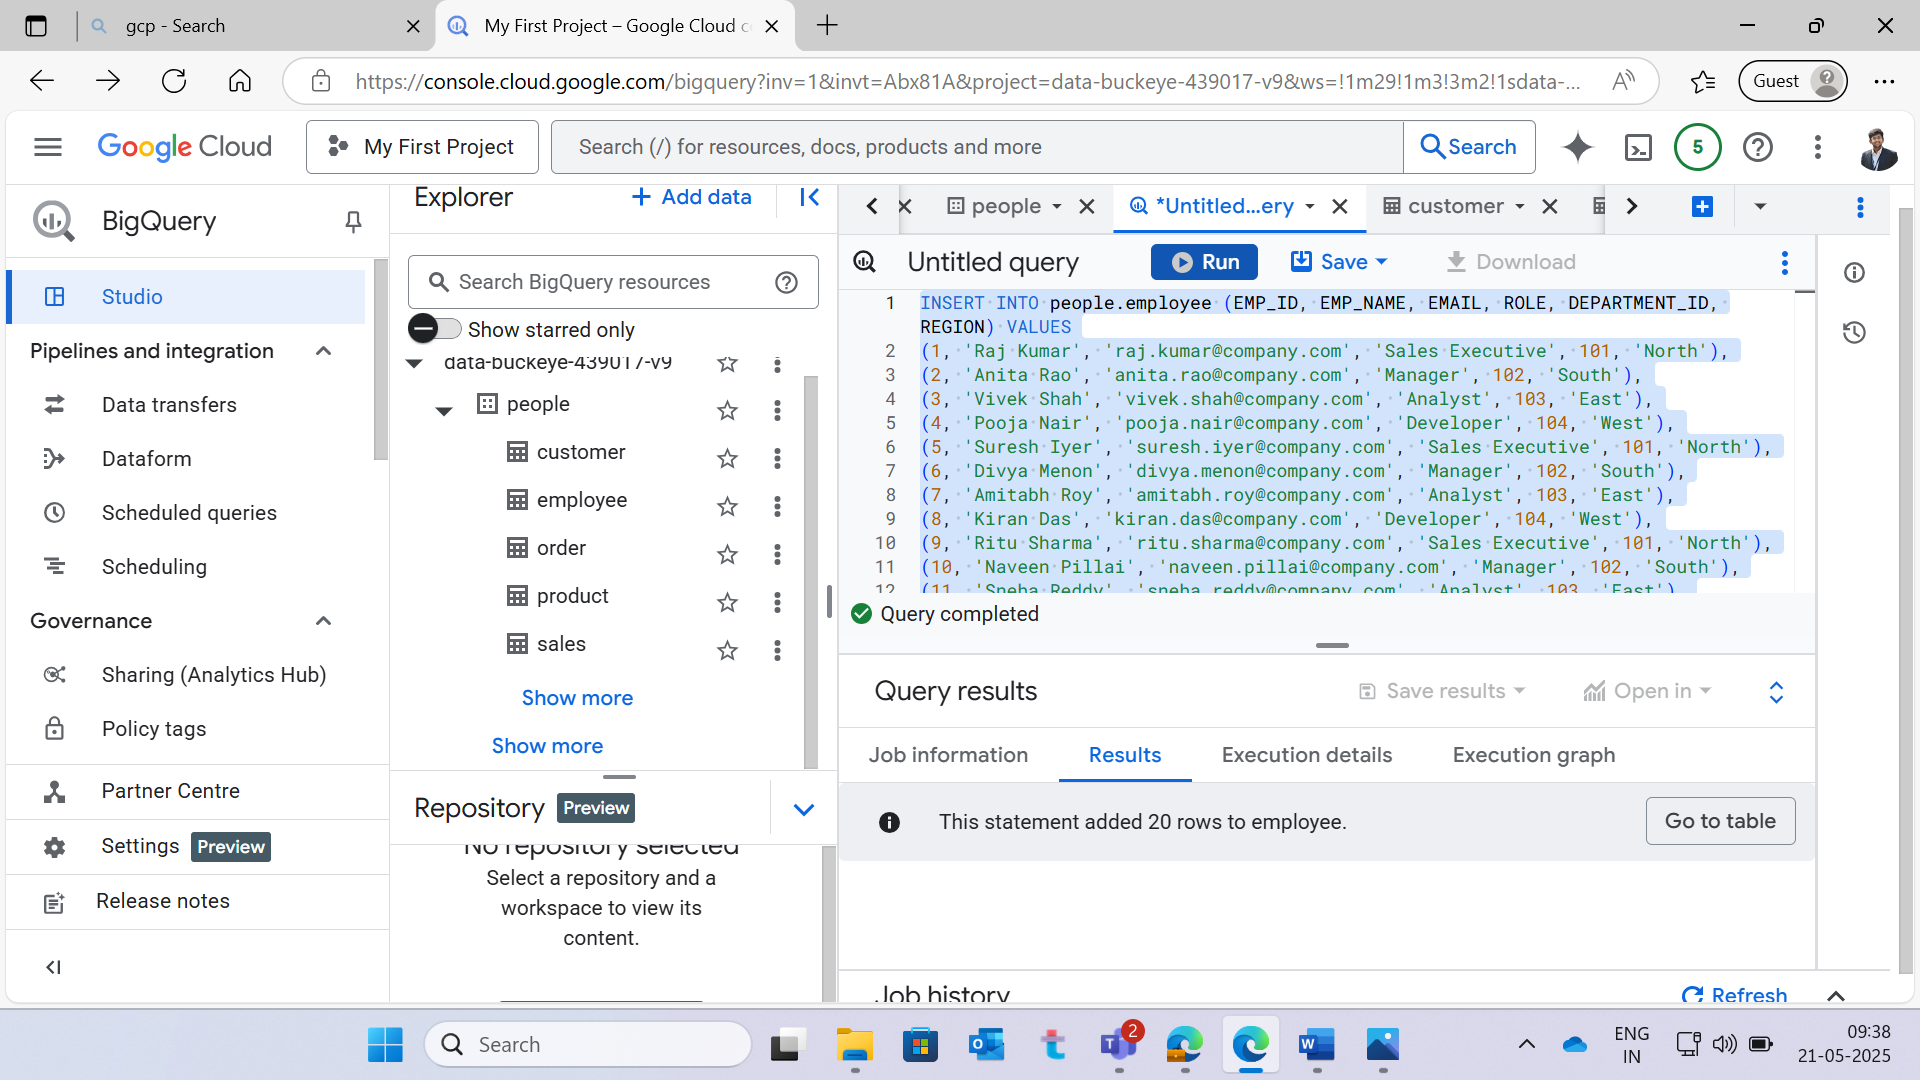 gcp - Search
My First Project – Google Cloud c
https://console.cloud.google.com/bigquery?inv=1&invt=Abx81A&project=data-buckeye-439017-v9&ws=!1m29!1m3!3m2!1sdata-...
Guest
Google Cloud
My First Project
Search (/) for resources, docs, products and more
Search
5
BigQuery
Studio
Pipelines and integration
Data transfers
Dataform
Scheduled queries
Scheduling
Governance
Sharing (Analytics Hub)
Policy tags
Partner Centre
Settings Preview
Release notes
Explorer
+ Add data
Search BigQuery resources
Show starred only
data-buckeye-439017-v9
people
customer
employee
order
product
sales
Show more
Show more
Repository Preview
No repository selected
Select a repository and a
workspace to view its
content.
people
*Untitled...ery
customer
Untitled query
Run
Save
Download
1 INSERT INTO people.employee (EMP_ID, EMP_NAME, EMAIL, ROLE, DEPARTMENT_ID,
REGION) VALUES
2 (1, 'Raj Kumar', 'raj.kumar@company.com', 'Sales Executive', 101, 'North'),
3 (2, 'Anita Rao', 'anita.rao@company.com', 'Manager', 102, 'South'),
4 (3, 'Vivek Shah', 'vivek.shah@company.com', 'Analyst', 103, 'East'),
5 (4, 'Pooja Nair', 'pooja.nair@company.com', 'Developer', 104, 'West'),
6 (5, 'Suresh Iyer', 'suresh.iyer@company.com', 'Sales Executive', 101, 'North'),
7 (6, 'Divya Menon', 'divya.menon@company.com', 'Manager', 102, 'South'),
8 (7, 'Amitabh Roy', 'amitabh.roy@company.com', 'Analyst', 103, 'East'),
9 (8, 'Kiran Das', 'kiran.das@company.com', 'Developer', 104, 'West'),
10 (9, 'Ritu Sharma', 'ritu.sharma@company.com', 'Sales Executive', 101, 'North'),
11 (10, 'Naveen Pillai', 'naveen.pillai@company.com', 'Manager', 102, 'South'),
12 (11, 'Sneha Reddy', 'sneha.reddy@company.com', 'Analyst', 103, 'East')
Query completed
Query results
Save results
Open in
Job information
Results
Execution details
Execution graph
This statement added 20 rows to employee.
Go to table
Job history
Refresh
Search
2
ENG
IN
09:38
21-05-2025